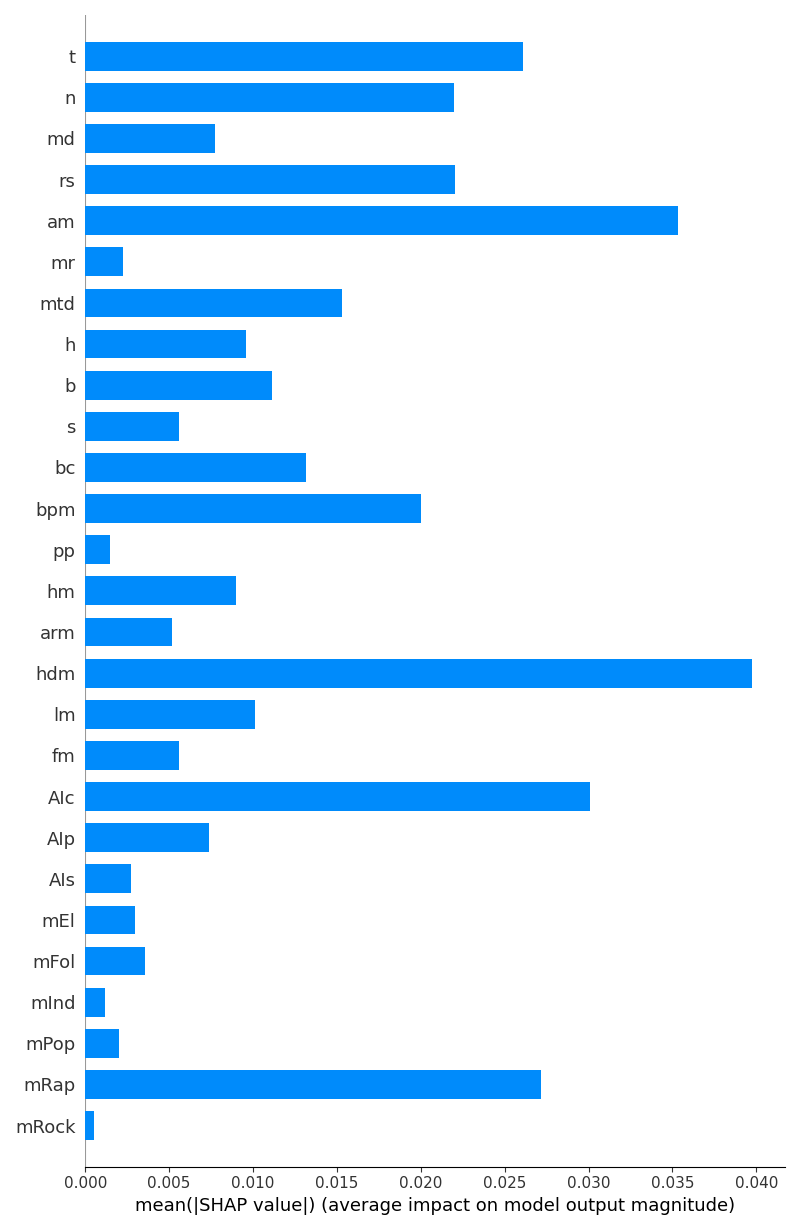 t
n
md
rs
am
mr
mtd
h
b
s
bc
bpm
pp
hm
arm
hdm
lm
fm
AIc
AIp
AIs
mEl
mFol
mInd
mPop
mRap
mRock
0.000 0.005 0.010 0.015 0.020 0.025 0.030 0.035 0.040
mean(|SHAP value|) (average impact on model output magnitude)